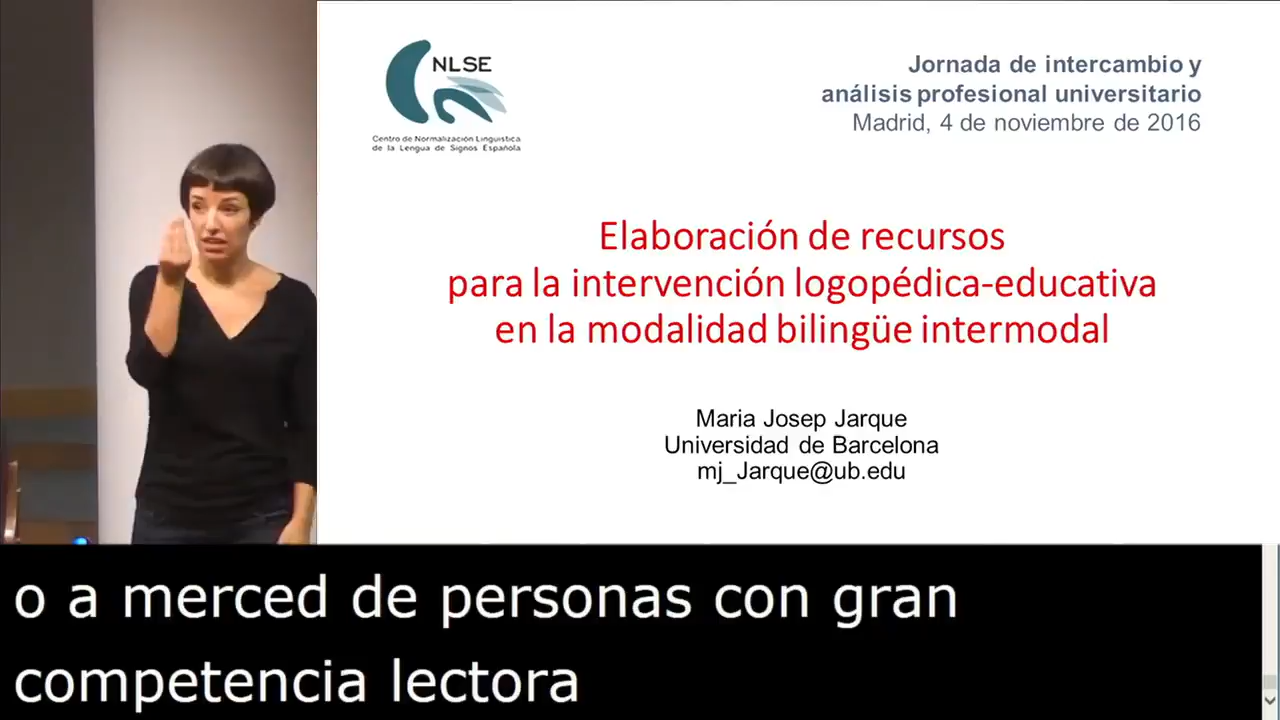 NLSE
Centro de Normalización Lingüística
de la Lengua de Signos Española
Jornada de intercambio y
análisis profesional universitario
Madrid, 4 de noviembre de 2016
Elaboración de recursos
para la intervención logopédica-educativa
en la modalidad bilingüe intermodal
Maria Josep Jarque
Universidad de Barcelona
mj_Jarque@ub.edu
o a merced de personas con gran
competencia lectora